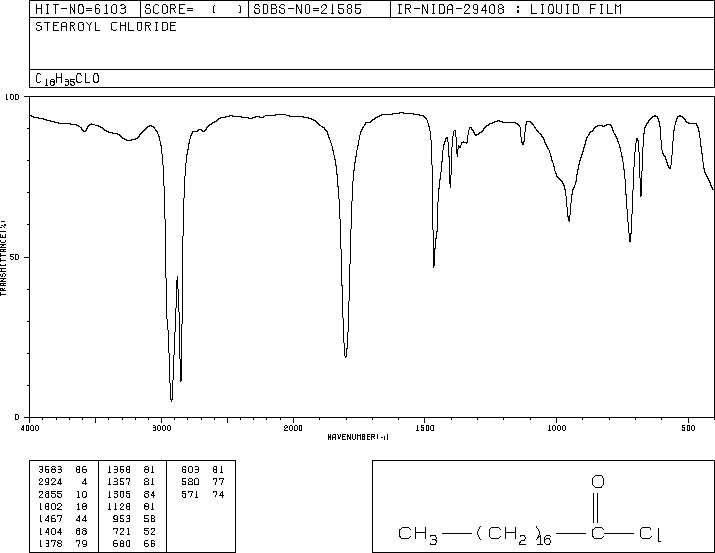 HIT-NO=6103 SCORE= ( ) SDBS-NO=21585 IR-NIDA-29408 : LIQUID FILM
STEAROYL CHLORIDE
C18H35CLO
100
50
0
TRANSMITTANCE(%)
4000 3000 2000 1500 1000 500
WAVENUMBER(-1)
3583 86 1368 81 603 81
2924 4 1357 81 580 77
2855 10 1305 84 571 74
1802 18 1128 81
1467 44 953 58
1404 68 721 52
1378 79 680 66
O
CH3 (CH2)16 C Cl